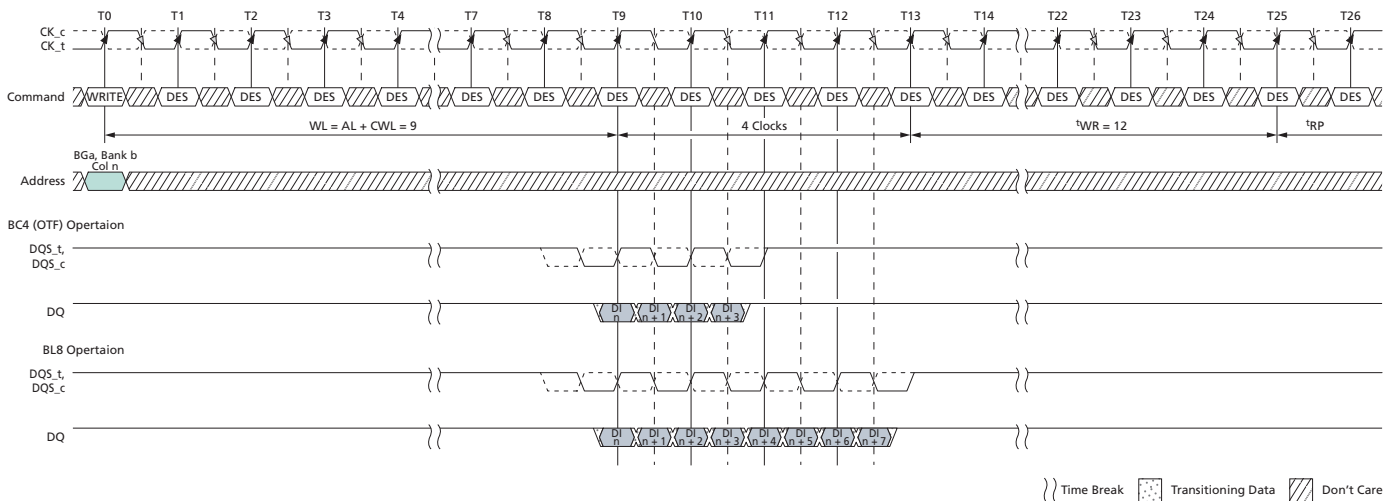 T0 T1 T2 T3 T4 T7 T8 T9 T10 T11 T12 T13 T14 T22 T23 T24 T25 T26
CK_c
CK_t
Command WRITE DES DES DES DES DES DES DES DES DES DES DES DES DES DES DES DES DES
WL = AL + CWL = 9 4 Clocks tWR = 12 tRP
BGa, Bank b
Col n
Address
BC4 (OTF) Opertaion
DQS_t,
DQS_c
DQ DI n DI n + 1 DI n + 2 DI n + 3
BL8 Opertaion
DQS_t,
DQS_c
DQ DI n DI n + 1 DI n + 2 DI n + 3 DI n + 4 DI n + 5 DI n + 6 DI n + 7
Time Break Transitioning Data Don't Care